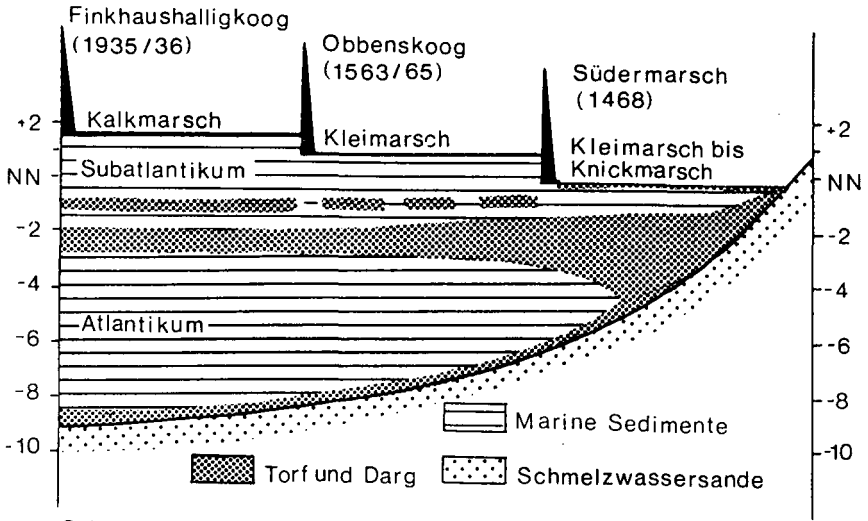 Finkhaushalligkoog
(1935/36)
Obbenskoog
(1563/65)
Südermarsch
(1468)
+2
Kalkmarsch
Kleimarsch
Kleimarsch bis
Knickmarsch
+2
NN
Subatlantikum
NN
-2
-2
-4
-4
Atlantikum
-6
-6
-8
-8
-10
-10
Marine Sedimente
Torf und Darg
Schmelzwassersande